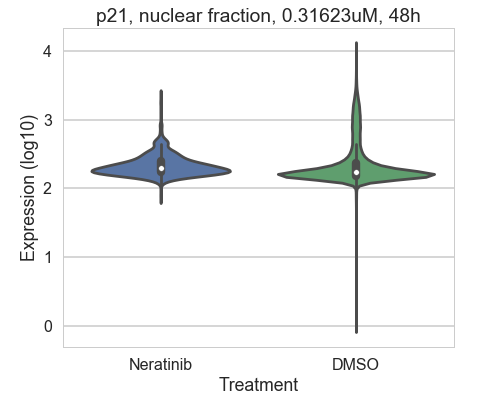 p21, nuclear fraction, 0.31623uM, 48h
4
3
2
1
0
Expression (log10)
Neratinib
DMSO
Treatment